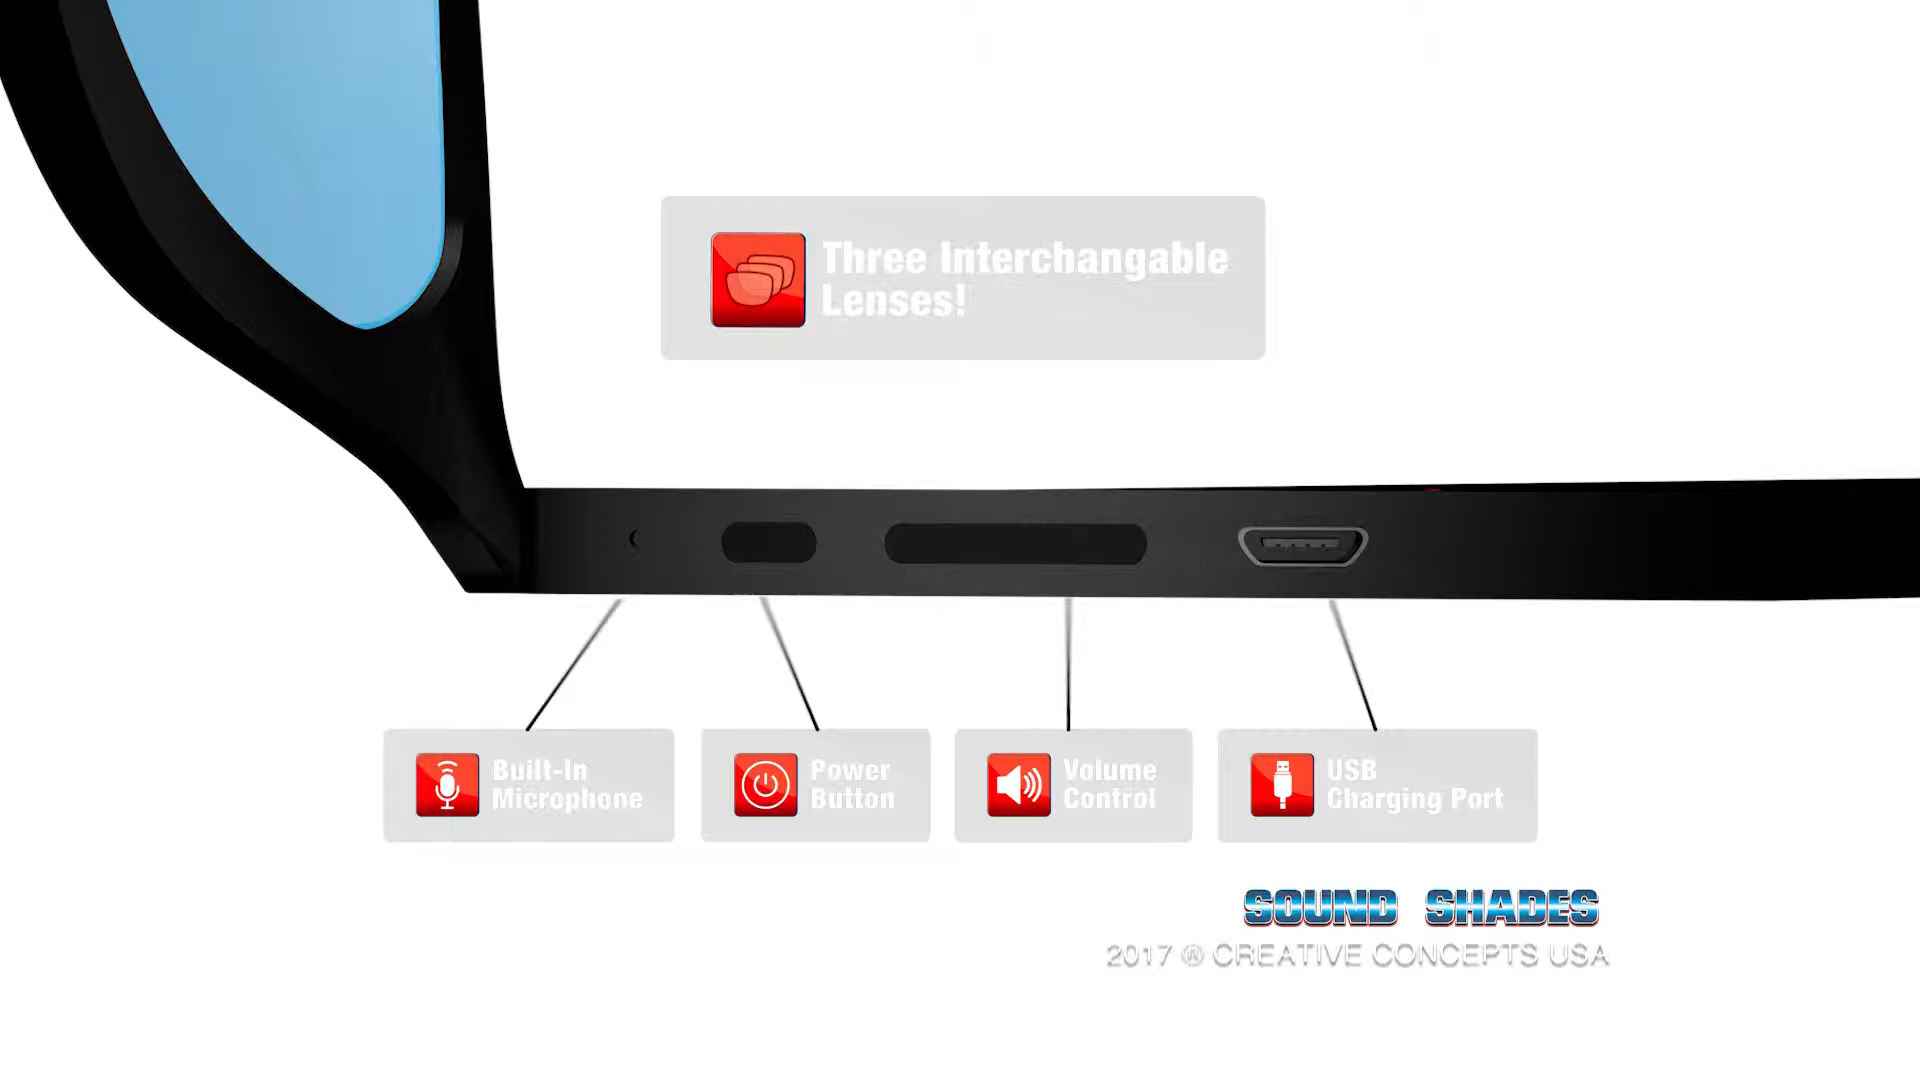 Three Interchangable
Lenses!
Built-In
Microphone
Power
Button
Volume
Control
USB
Charging Port
SOUND SHADES
2017 ® CREATIVE CONCEPTS USA